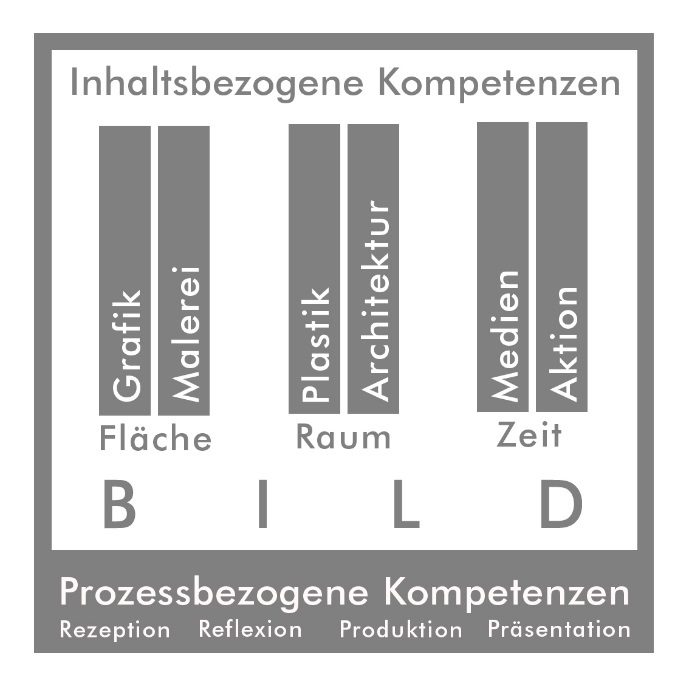 Inhaltsbezogene Kompetenzen
Grafik
Malerei
Plastik
Architektur
Medien
Aktion
Fläche
Raum
Zeit
B I L D
Prozessbezogene Kompetenzen
Rezeption Reflexion Produktion Präsentation